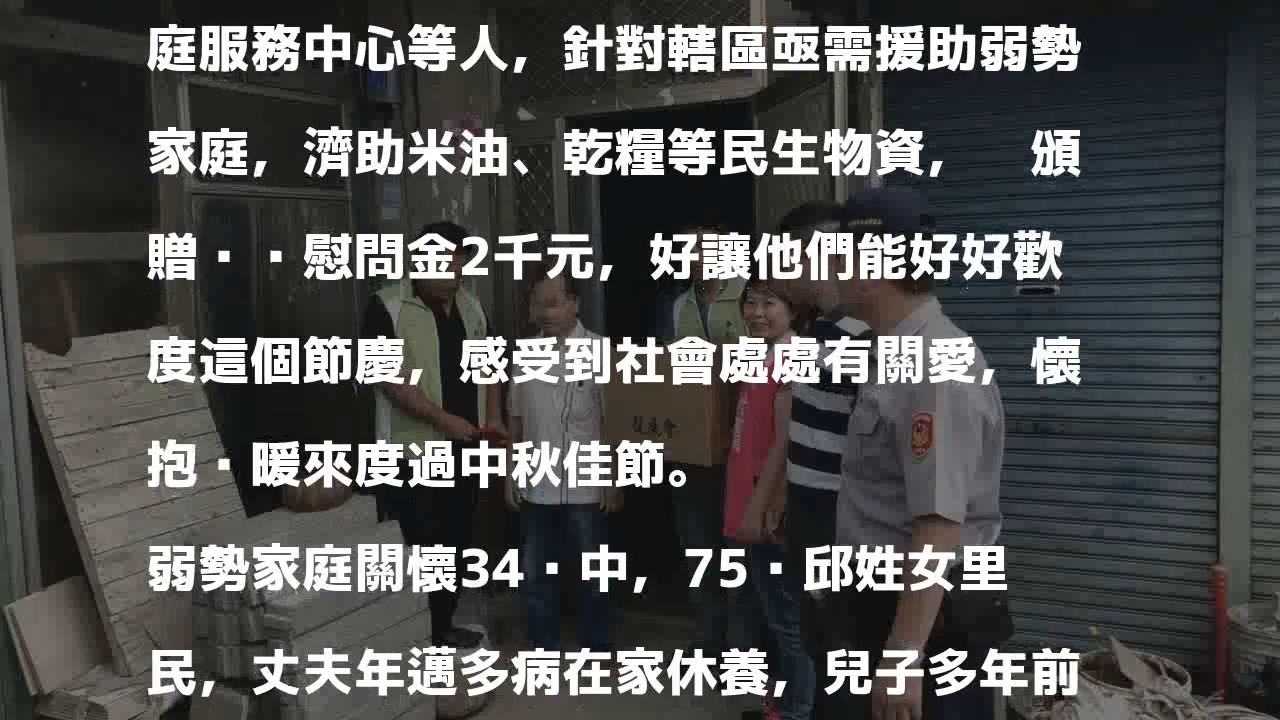 庭服務中心等人，針對轄區亟需援助弱勢
家庭，濟助米油、乾糧等民生物資，　頒
贈··慰問金2千元，好讓他們能好好歡
度這個節慶，感受到社會處處有關愛，懷
抱·暖來度過中秋佳節。
弱勢家庭關懷34·中，75·邱姓女里
民，丈夫年邁多病在家休養，兒子多年前